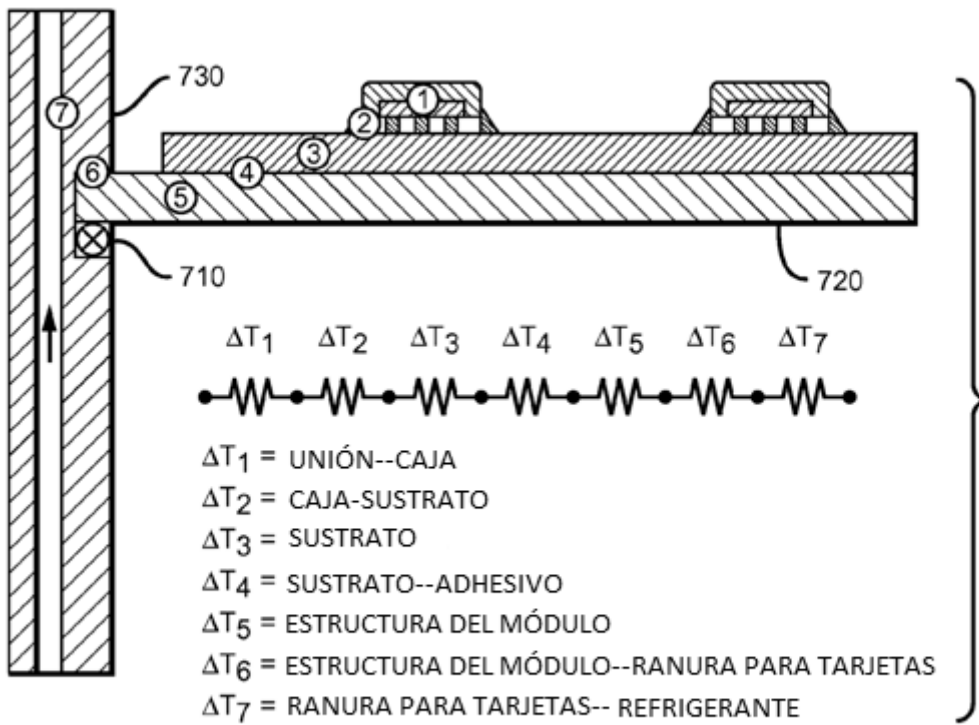 730
1
7
2
3
6
4
5
710
720
ΔT1 ΔT2 ΔT3 ΔT4 ΔT5 ΔT6 ΔT7
ΔT1 = UNIÓN--CAJA
ΔT2 = CAJA-SUSTRATO
ΔT3 = SUSTRATO
ΔT4 = SUSTRATO--ADHESIVO
ΔT5 = ESTRUCTURA DEL MÓDULO
ΔT6 = ESTRUCTURA DEL MÓDULO--RANURA PARA TARJETAS
ΔT7 = RANURA PARA TARJETAS-- REFRIGERANTE